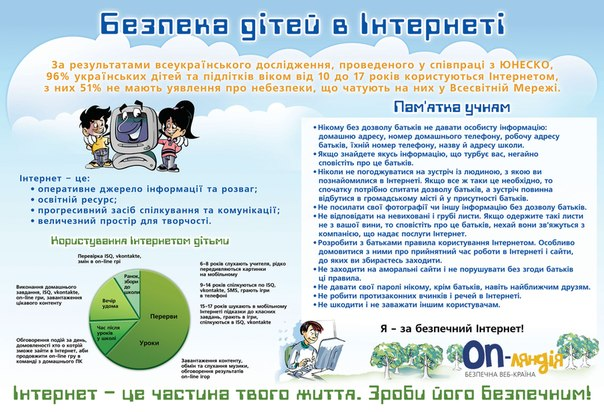 Безпека дітей в Інтернеті
За результатами всеукраїнського дослідження, проведеного у співпраці з ЮНЕСКО,
96% українських дітей та підлітків віком від 10 до 17 років користуються Інтернетом,
з них 51% не мають уявлення про небезпеки, що чатують на них у Всесвітній Мережі.
Інтернет – це:
• оперативне джерело інформації та розваг;
• освітній ресурс;
• прогресивний засіб спілкування та комунікації;
• величезний простір для творчості.
Користування Інтернетом дітьми
Перевірка ISQ, vkontakte,
змін в on-line грі
Виконання домашнього
завдання, ISQ, vkontakte,
on-line гри, завантаження
цікавого контенту
Обговорення подій за день,
домовленості хто о котрій
зможе зайти в Інтернет, аби
продовжити on-line гру в
команді з домашнього ПК
Ранок,
збори
до
школи
Вечір
удома
Час після
уроків
у школі
Перерви
Уроки
6–8 років слухають учителя, рідко
передивляються картинки
на мобільному
9–14 років спілкуються по ISQ,
vkontakte, SMS, грають ігри
в телефоні
15–17 років шукають в мобільному
Інтернеті підказки до класних
завдань, грають в ігри,
спілкуються в ISQ, vkontakte
Завантаження контенту,
обмін та слухання музики,
обговорення результатів
on-line ігор
Пам'ятка учням
• Нікому без дозволу батьків не давати особисту інформацію:
домашню адресу, номер домашнього телефону, робочу адресу
батьків, їхній номер телефону, назву й адресу школи.
• Якщо знайдете якусь інформацію, що турбує вас, негайно
сповістіть про це батьків.
• Ніколи не погоджуватися на зустріч із людиною, з якою ви
познайомилися в Інтернеті. Якщо все ж таки це необхідно, то
спочатку потрібно спитати дозволу батьків, а зустріч повинна
відбутися в громадському місті й у присутності батьків.
• Не посилати свої фотографії чи іншу інформацію без дозволу батьків.
• Не відповідати на невиховані і грубі листи. Якщо одержите такі листи
не з вашої вини, то сповістіть про це батьків, нехай вони зв'яжуться з
компанією, що надає послуги Інтернет.
• Розробити з батьками правила користування Інтернетом. Особливо
домовитися з ними про прийнятний час роботи в Інтернеті і сайти,
до яких ви збираєтесь заходити.
• Не заходити на аморальні сайти і не порушувати без згоди батьків
ці правила.
• Не давати свої паролі нікому, крім батьків, навіть найближчим друзям.
• Не робити протизаконних вчинків і речей в Інтернеті.
• Не шкодити і не заважати іншим користувачам.
Я – за безпечний Інтернет!
On-ляндія
БЕЗПЕЧНА ВЕБ-КРАЇНА
Інтернет – це частина твого життя. Зроби його безпечним!